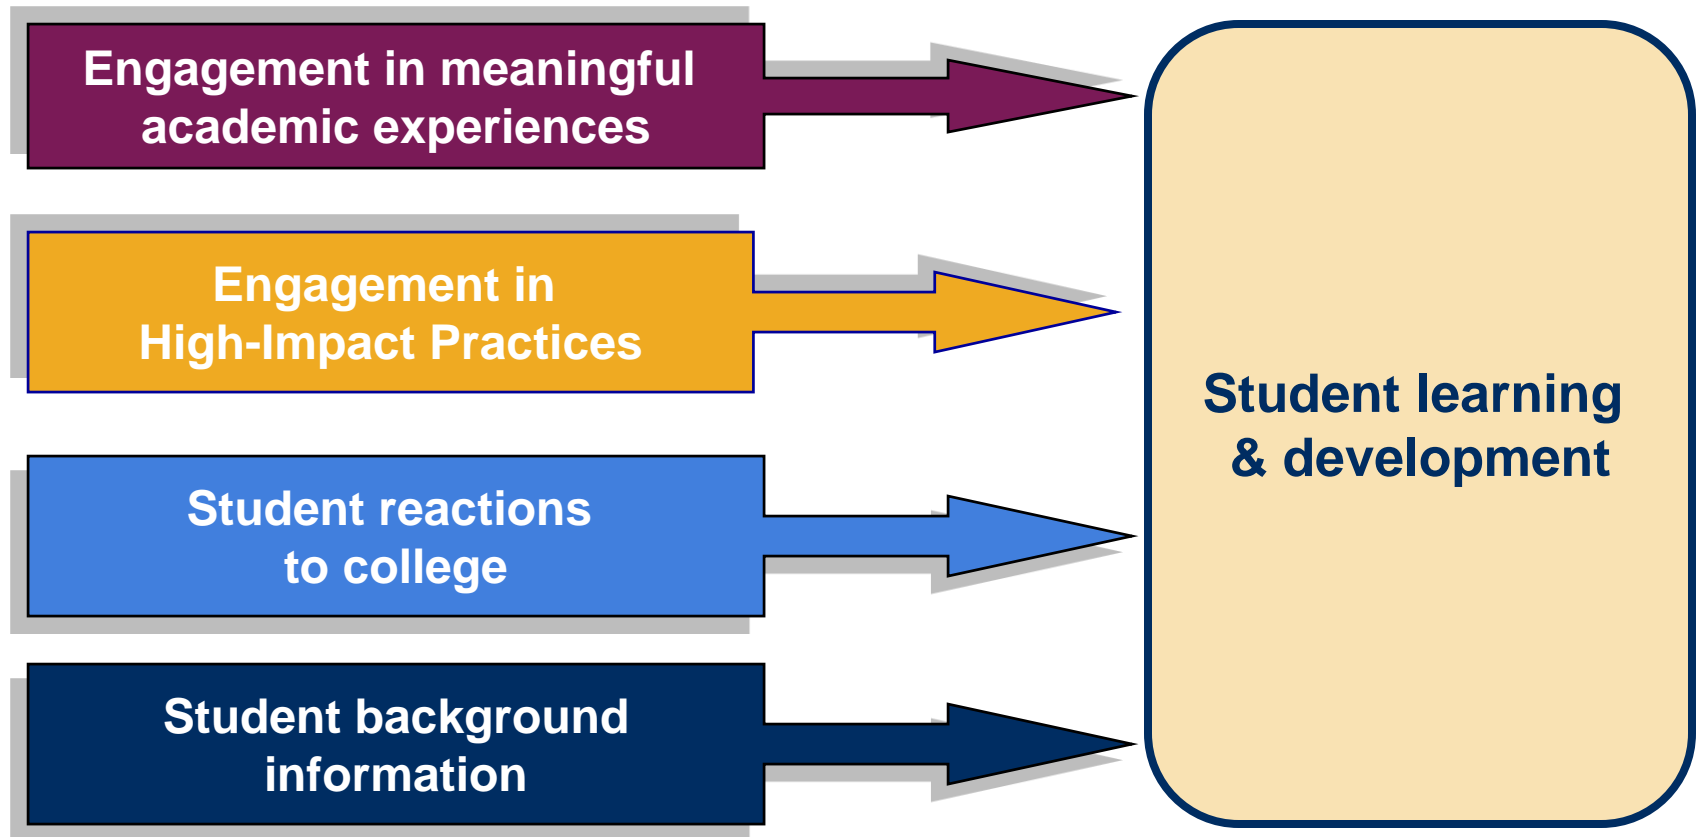 Engagement in meaningful
academic experiences
Engagement in
High-Impact Practices
Student reactions
to college
Student background
information
Student learning
& development